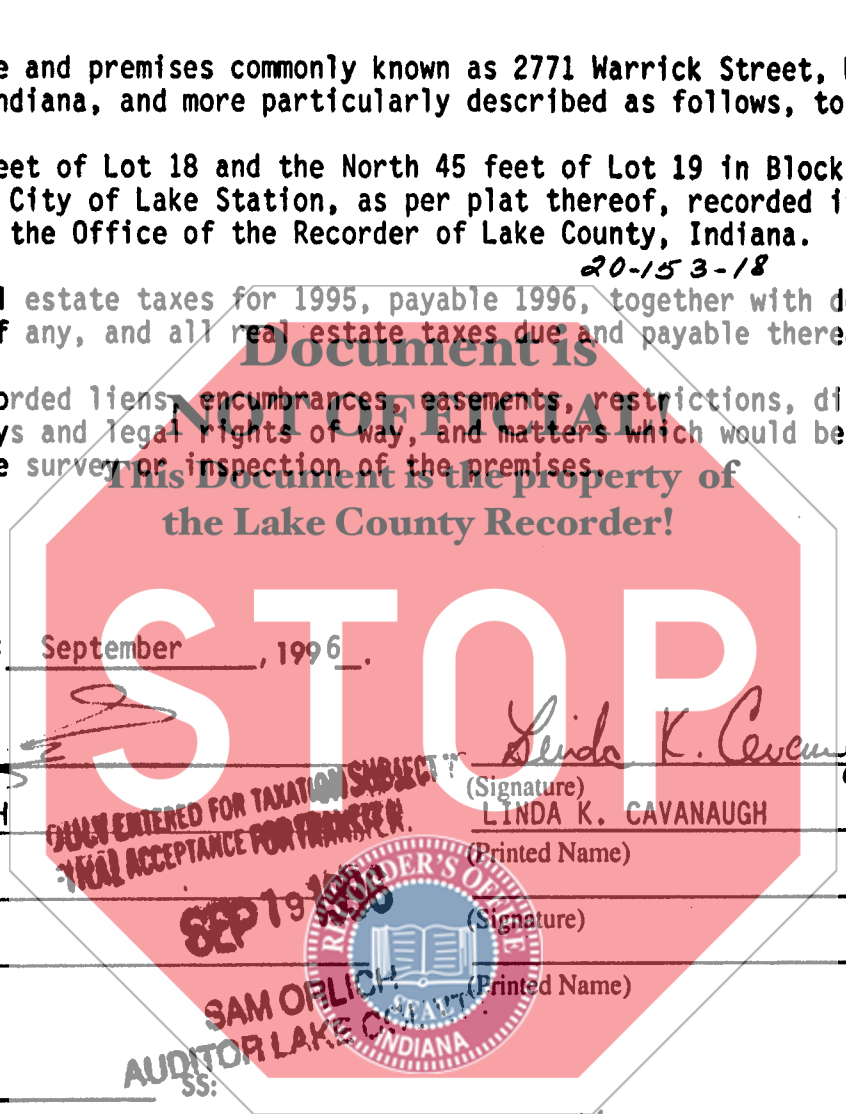 e and premises commonly known as 2771 Warrick Street,
ndiana, and more particularly described as follows, to
eet of Lot 18 and the North 45 feet of Lot 19 in Block
City of Lake Station, as per plat thereof, recorded i
the Office of the Recorder of Lake County, Indiana.
20-153-18
estate taxes for 1995, payable 1996, together with d
f any, and all real estate taxes due and payable there
Document is
orded liens, encumbrances, easements, restrictions, di
NOT OFFICIAL!
ys and legal rights of way, and matters which would be
e survey or inspection of the premises.
This Document is the property of
the Lake County Recorder!
STOP
September, 1996.
Linda K.
(Signature)
LINDA K. CAVANAUGH
(Printed Name)
DULY ENTERED FOR TAXATION SUBJECT
FINAL ACCEPTANCE FOR TRANSFER.
SEP 19 1996
(Signature)
RECORDER'S OFFICE
SEAL
INDIANA
(Printed Name)
SAM ORLICH
AUDITOR LAKE COUNTY
SS: